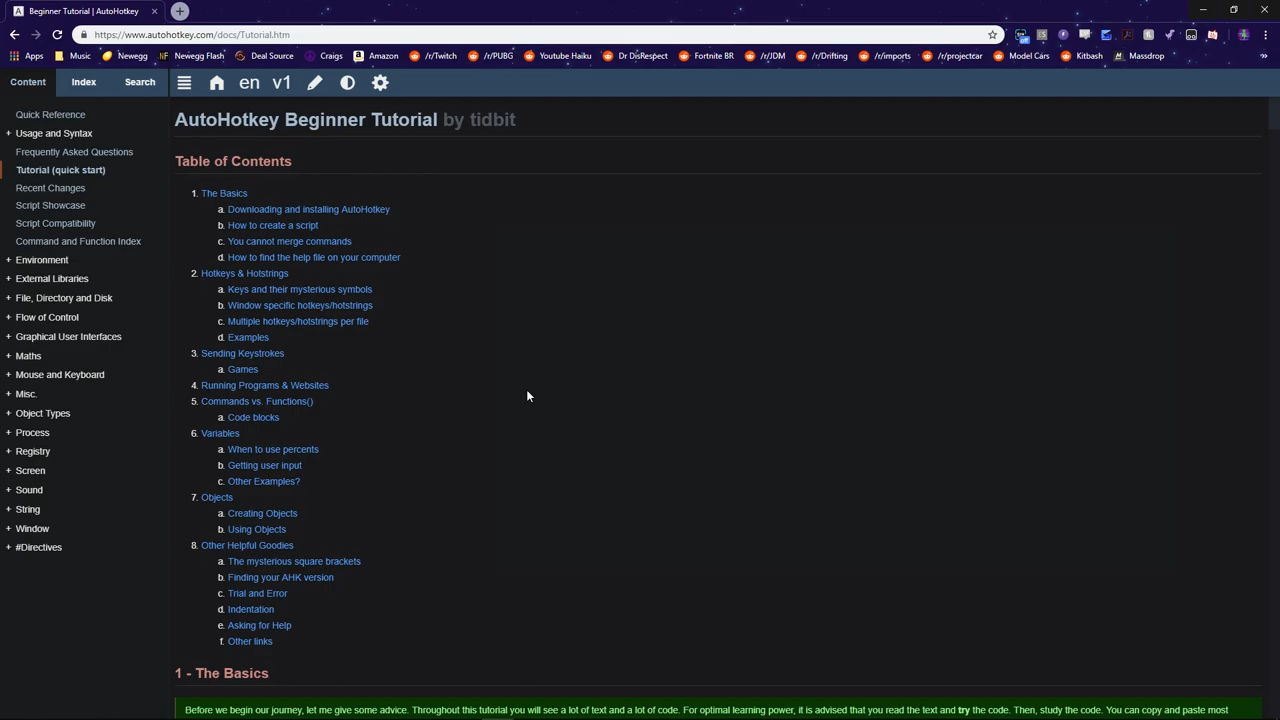 Beginner Tutorial | AutoHotkey
https://www.autohotkey.com/docs/Tutorial.htm
Apps Music Newegg Newegg Flash Deal Source Craigs Amazon /r/Twitch /r/PUBG Youtube Haiku Dr DisRespect Fortnite BR /r/JDM /r/Drifting /r/imports /r/projectcar Model Cars Kitbash Massdrop »
Content Index Search en v1
Quick Reference
+ Usage and Syntax
Frequently Asked Questions
Tutorial (quick start)
Recent Changes
Script Showcase
Script Compatibility
Command and Function Index
+ Environment
+ External Libraries
+ File, Directory and Disk
+ Flow of Control
+ Graphical User Interfaces
+ Maths
+ Mouse and Keyboard
+ Misc.
+ Object Types
+ Process
+ Registry
+ Screen
+ Sound
+ String
+ Window
+ #Directives
AutoHotkey Beginner Tutorial by tidbit
Table of Contents
1. The Basics
a. Downloading and installing AutoHotkey
b. How to create a script
c. You cannot merge commands
d. How to find the help file on your computer
2. Hotkeys & Hotstrings
a. Keys and their mysterious symbols
b. Window specific hotkeys/hotstrings
c. Multiple hotkeys/hotstrings per file
d. Examples
3. Sending Keystrokes
a. Games
4. Running Programs & Websites
5. Commands vs. Functions()
a. Code blocks
6. Variables
a. When to use percents
b. Getting user input
c. Other Examples?
7. Objects
a. Creating Objects
b. Using Objects
8. Other Helpful Goodies
a. The mysterious square brackets
b. Finding your AHK version
c. Trial and Error
d. Indentation
e. Asking for Help
f. Other links
1 - The Basics
Before we begin our journey, let me give some advice. Throughout this tutorial you will see a lot of text and a lot of code. For optimal learning power, it is advised that you read the text and try the code. Then, study the code. You can copy and paste most